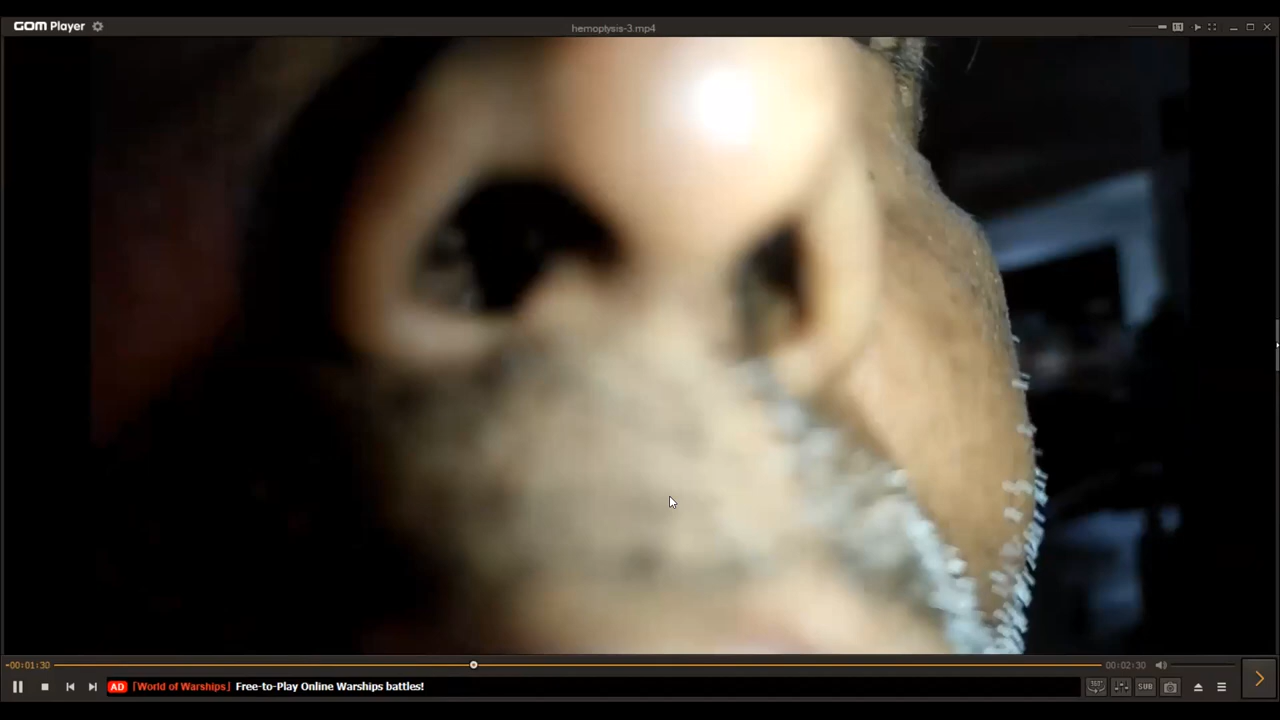 GOM Player
hemoptysis-3.mp4
00:01:30
00:02:30
AD [World of Warships] Free-to-Play Online Warships battles!
360°
SUB